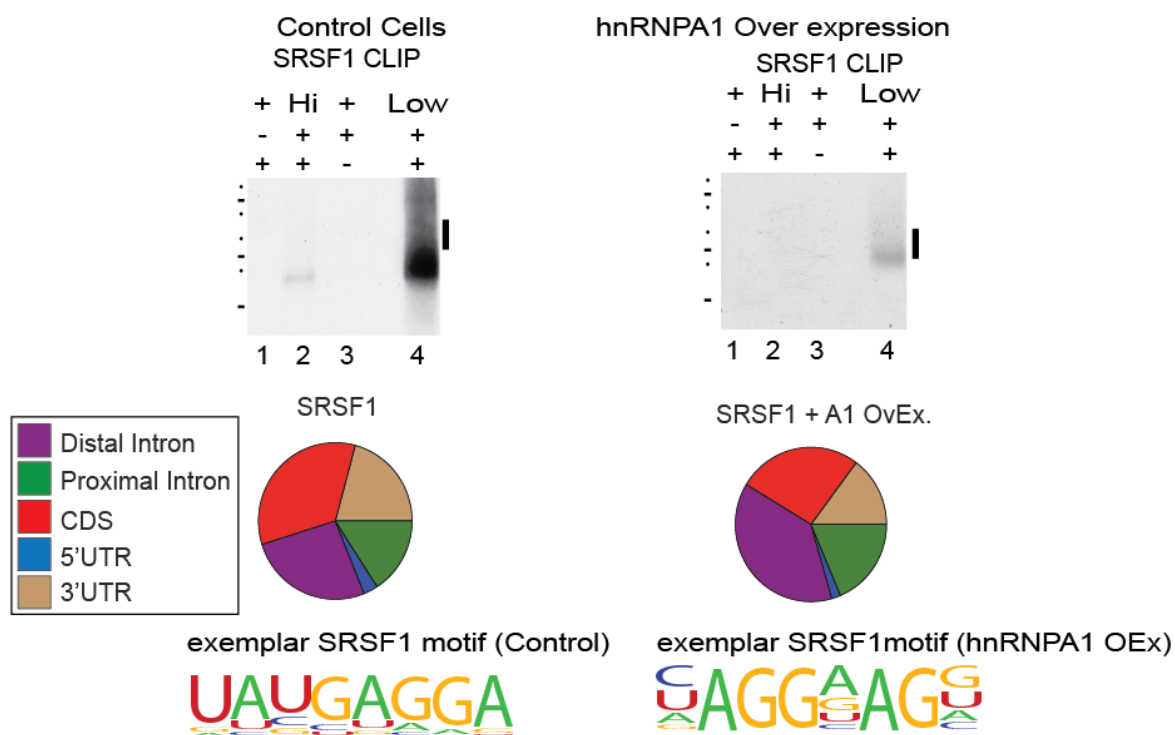 Control Cells
SRSF1 CLIP
+ Hi + Low
- + + +
+ + - +
1 2 3 4
hnRNPA1 Over expression
SRSF1 CLIP
+ Hi + Low
- + + +
+ + - +
1 2 3 4
Distal Intron
Proximal Intron
CDS
5'UTR
3'UTR
SRSF1
SRSF1 + A1 OvEx.
exemplar SRSF1 motif (Control)
UAUGAGGA
exemplar SRSF1motif (hnRNPA1 OEx)
CAGGAAGG